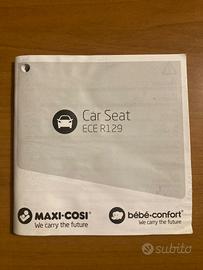 Car Seat
ECE R129
MAXI-COSI®
We carry the future
bébé·confort®
We carry the future
subito